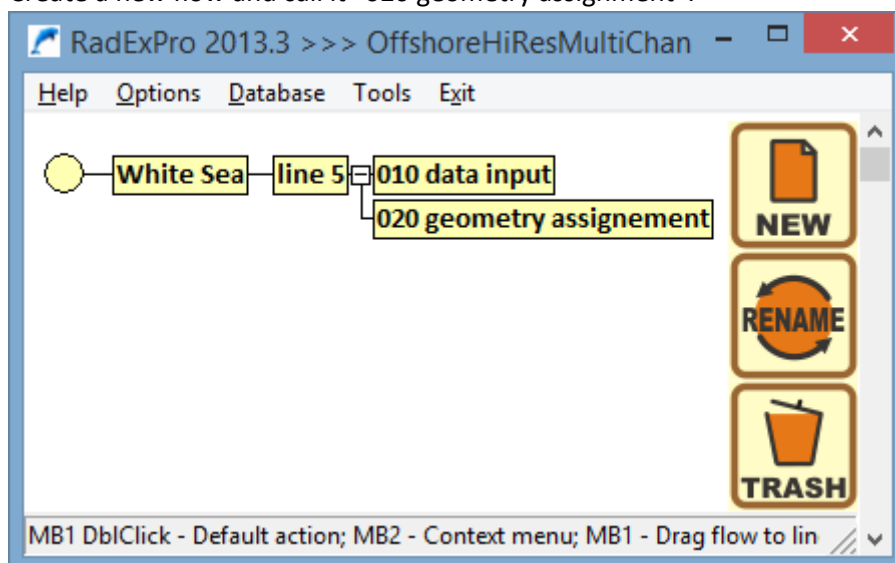 RadExPro 2013.3 >>> OffshoreHiResMultiChan
Help Options Database Tools Exit
White Sea line 5 010 data input
020 geometry assignement
NEW
RENAME
TRASH
MB1 DblClick - Default action; MB2 - Context menu; MB1 - Drag flow to lin